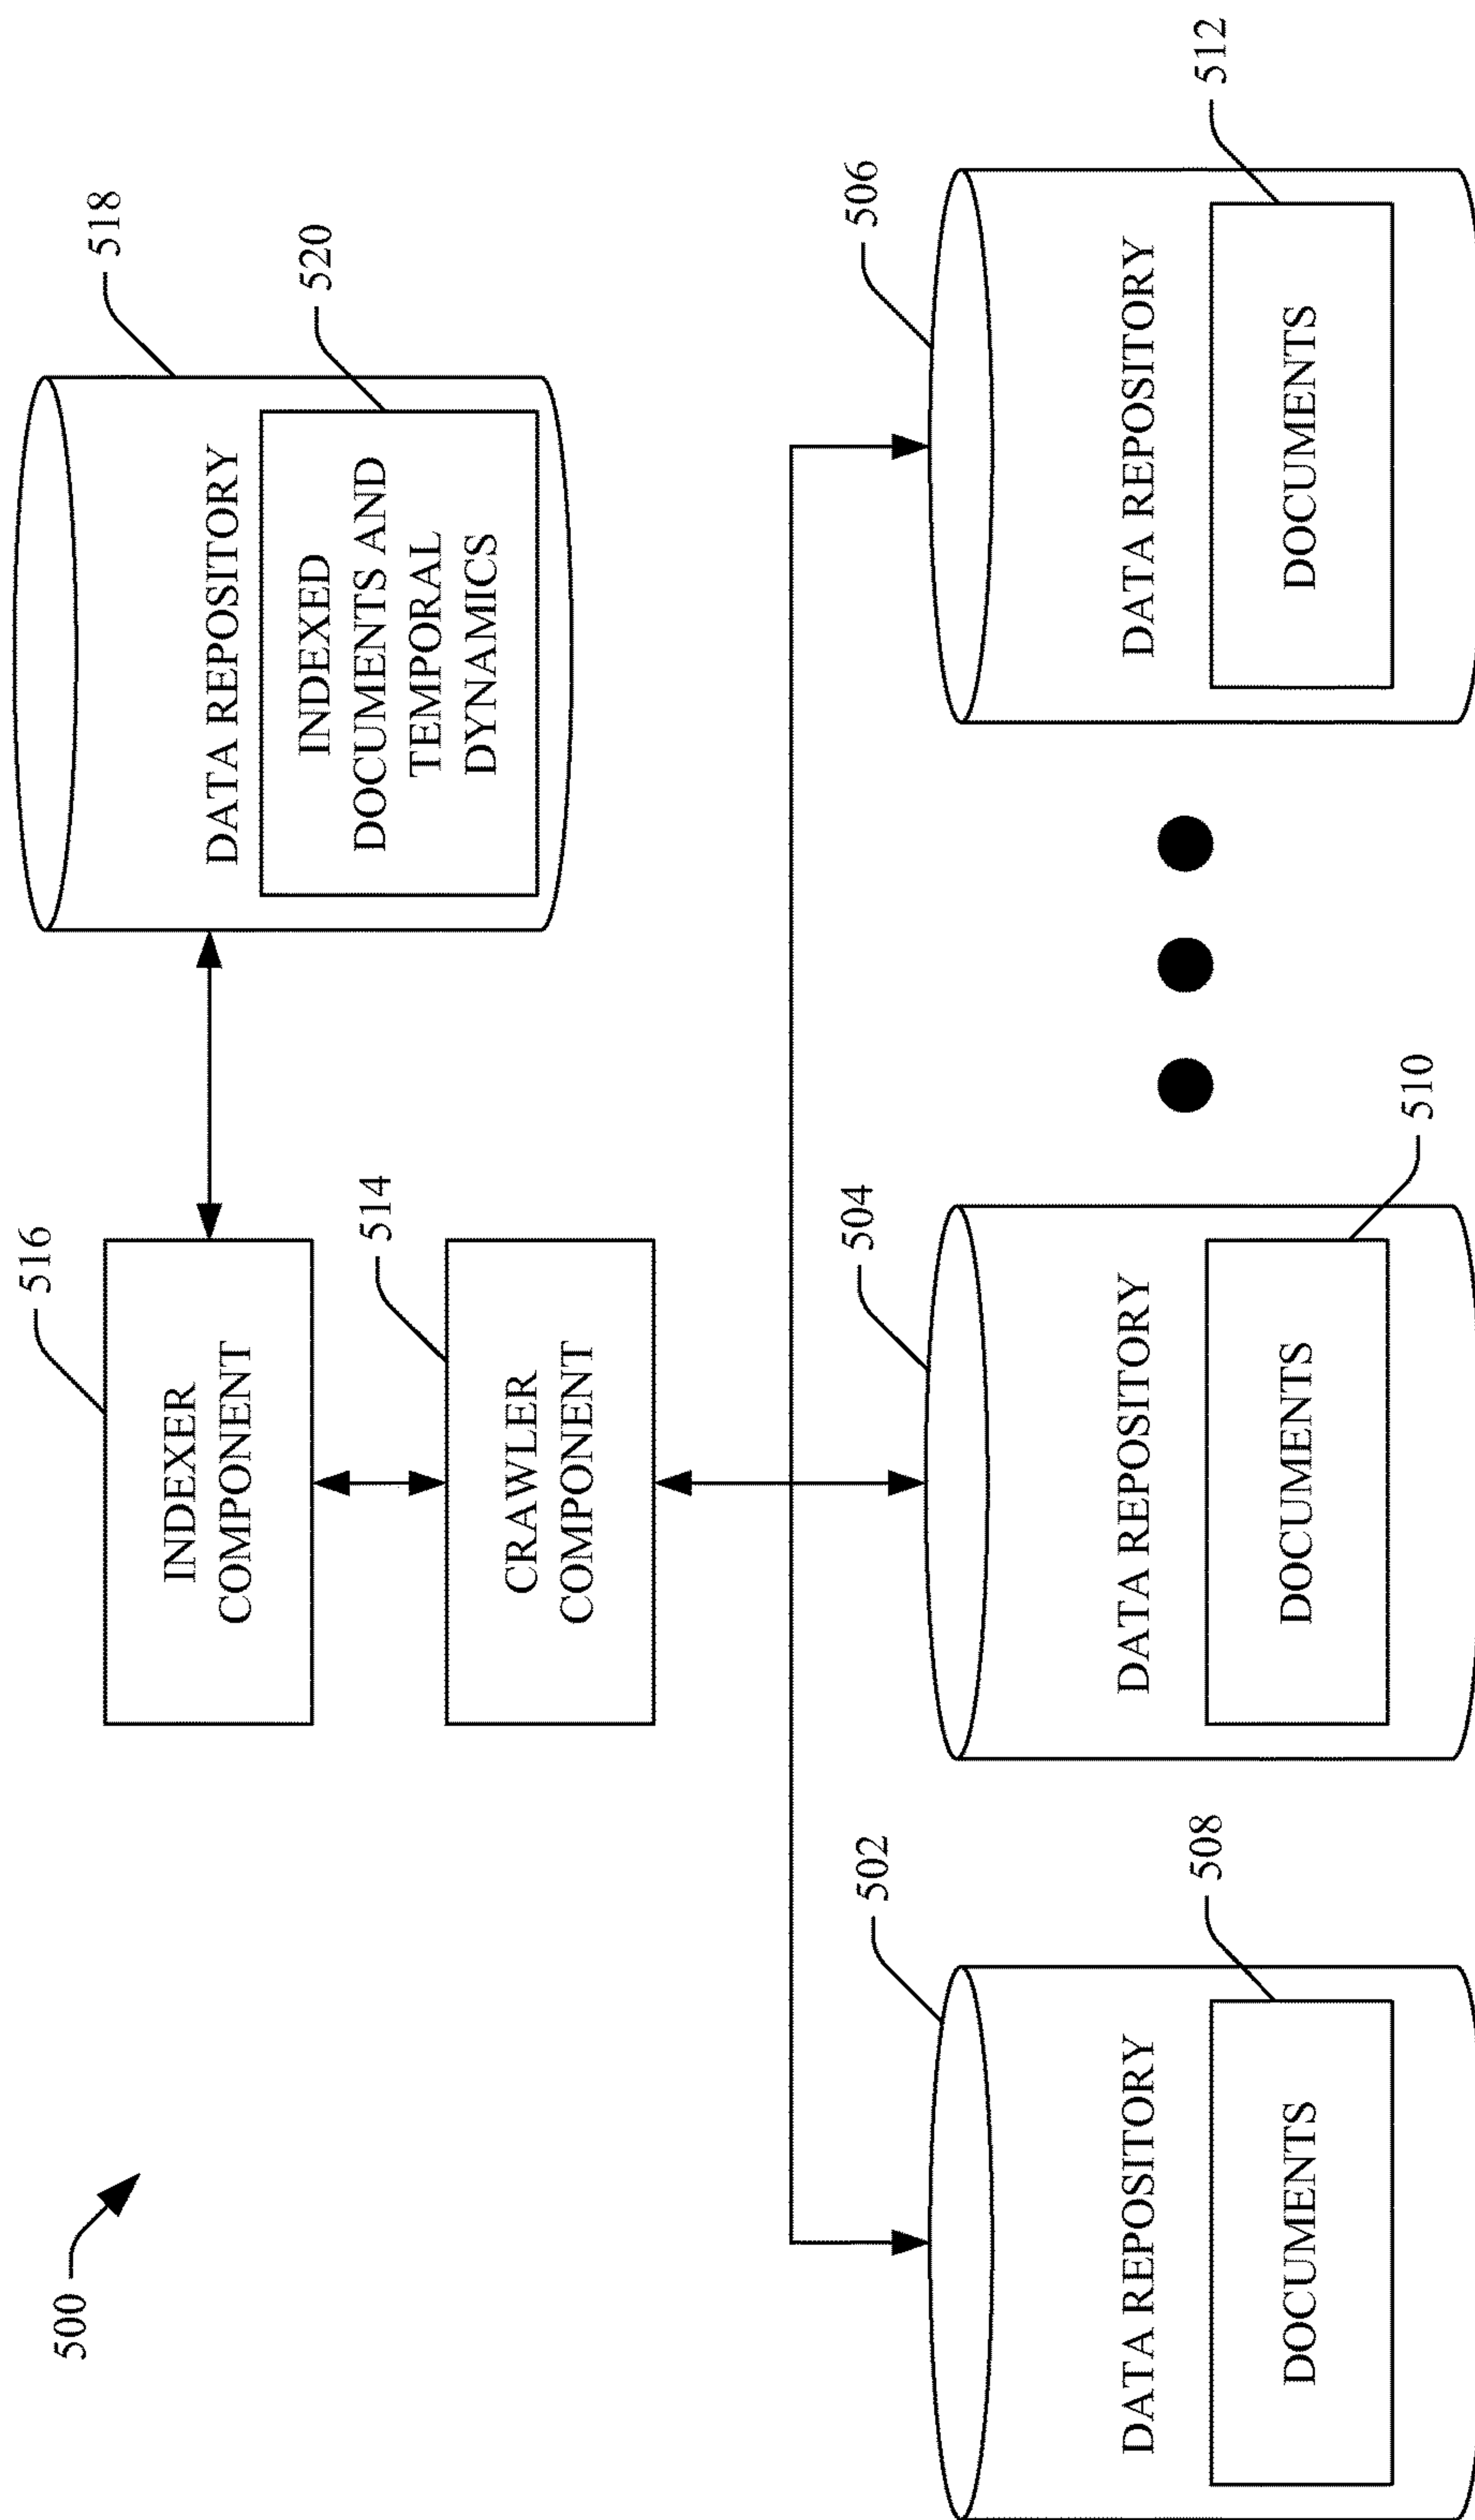 500
516
INDEXER
COMPONENT
518
DATA REPOSITORY
520
INDEXED
DOCUMENTS AND
TEMPORAL
DYNAMICS
514
CRAWLER
COMPONENT
502
DATA REPOSITORY
508
DOCUMENTS
504
DATA REPOSITORY
510
DOCUMENTS
506
DATA REPOSITORY
512
DOCUMENTS